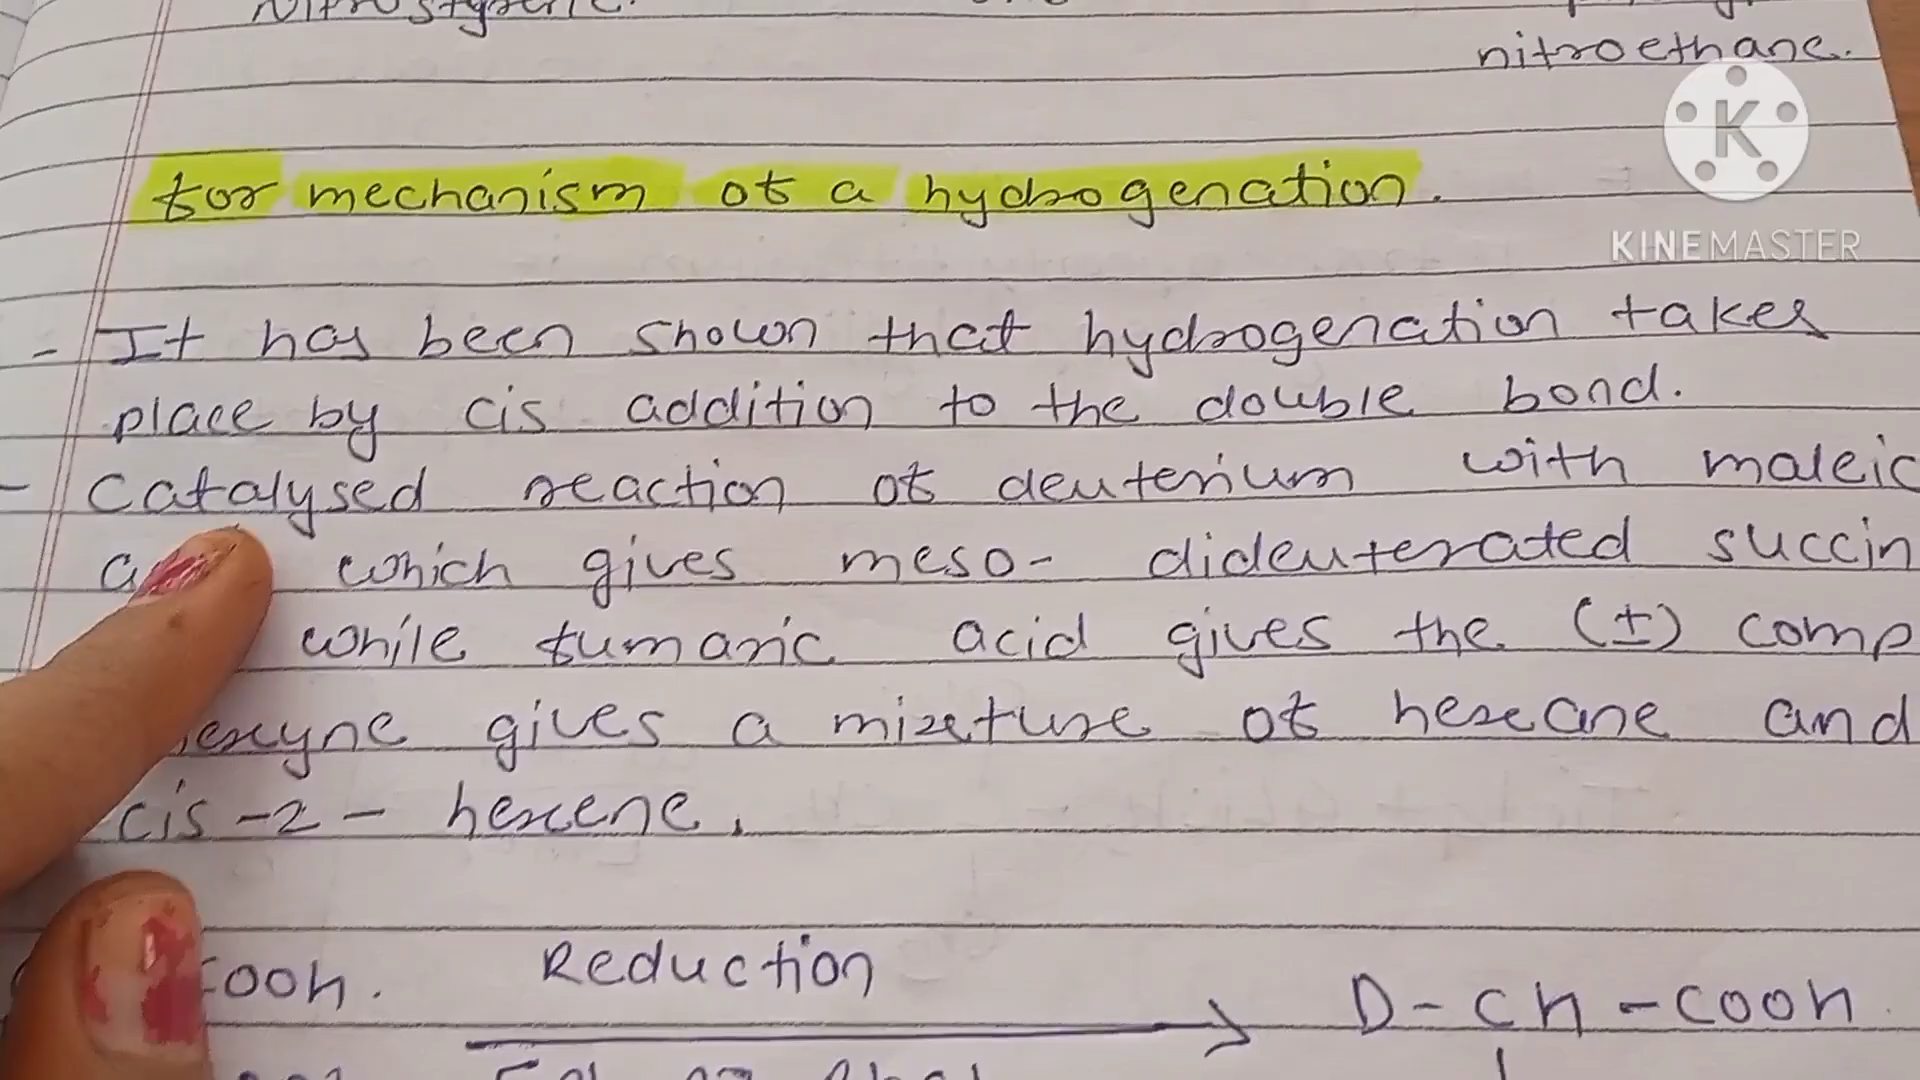 nitroethane.
K
KINEMASTER
for mechanism of a hydrogenation.
- It has been shown that hydrogenation takes
place by cis addition to the double bond.
- catalysed reaction of deuterium with maleic
which gives meso- dideuterated succin
while fumaric acid gives the (±) comp
hexyne gives a mixture of hexane and
cis-2-hexene.
cooh. Reduction
D-CH-COOH